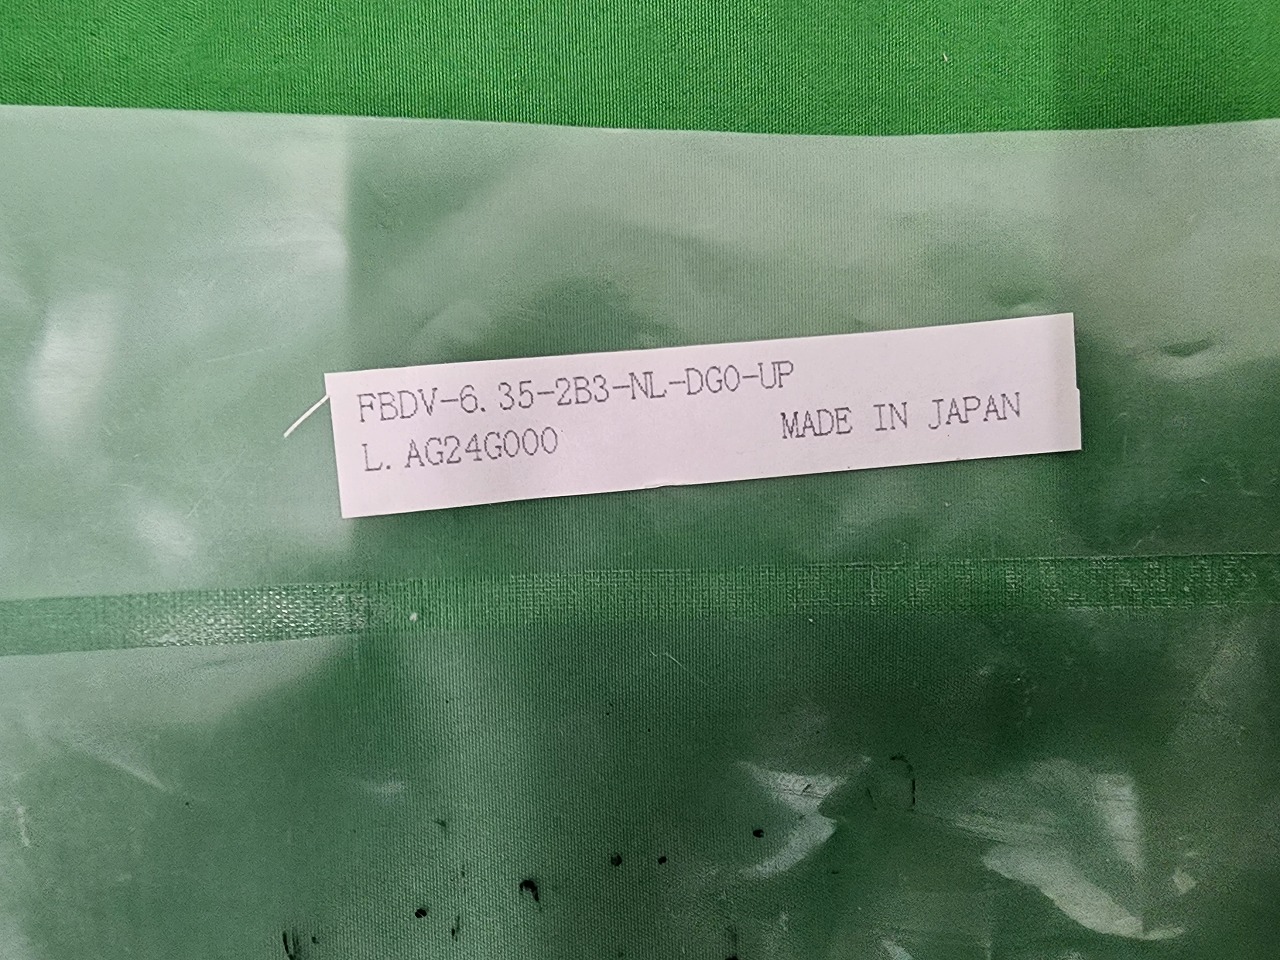 FBDV-6.35-2B3-NL-DG0-UP
L.AG24G000 MADE IN JAPAN